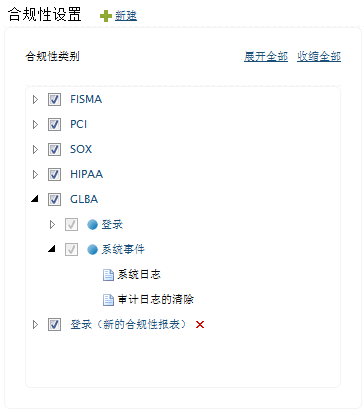 合规性设置 新建
合规性类别 展开全部 收缩全部
FISMA
PCI
SOX
HIPAA
GLBA
登录
系统事件
系统日志
审计日志的清除
登录（新的合规性报表）